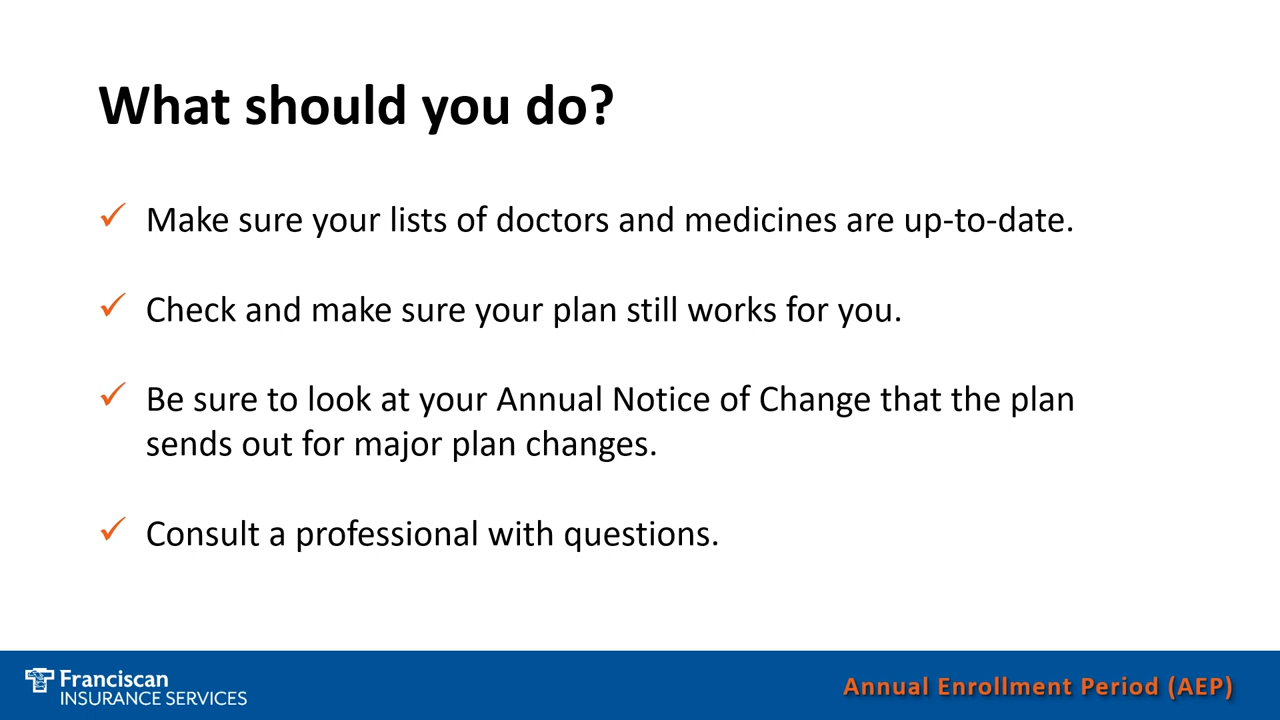 What should you do?
✓ Make sure your lists of doctors and medicines are up-to-date.
✓ Check and make sure your plan still works for you.
✓ Be sure to look at your Annual Notice of Change that the plan
sends out for major plan changes.
✓ Consult a professional with questions.
Franciscan
INSURANCE SERVICES
Annual Enrollment Period (AEP)